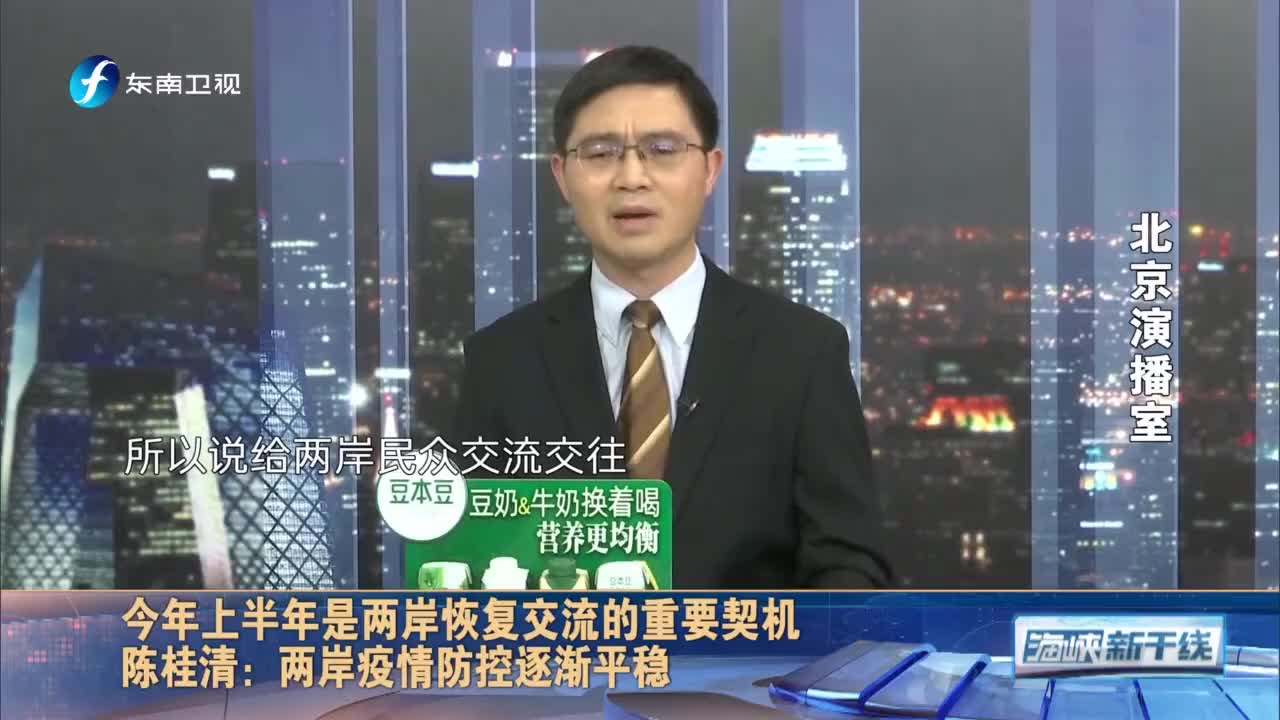 东南卫视
北京演播室
所以说给两岸民众交流交往
豆本豆
豆奶&牛奶换着喝
营养更均衡
豆本豆
今年上半年是两岸恢复交流的重要契机
陈桂清：两岸疫情防控逐渐平稳
海峡新干线